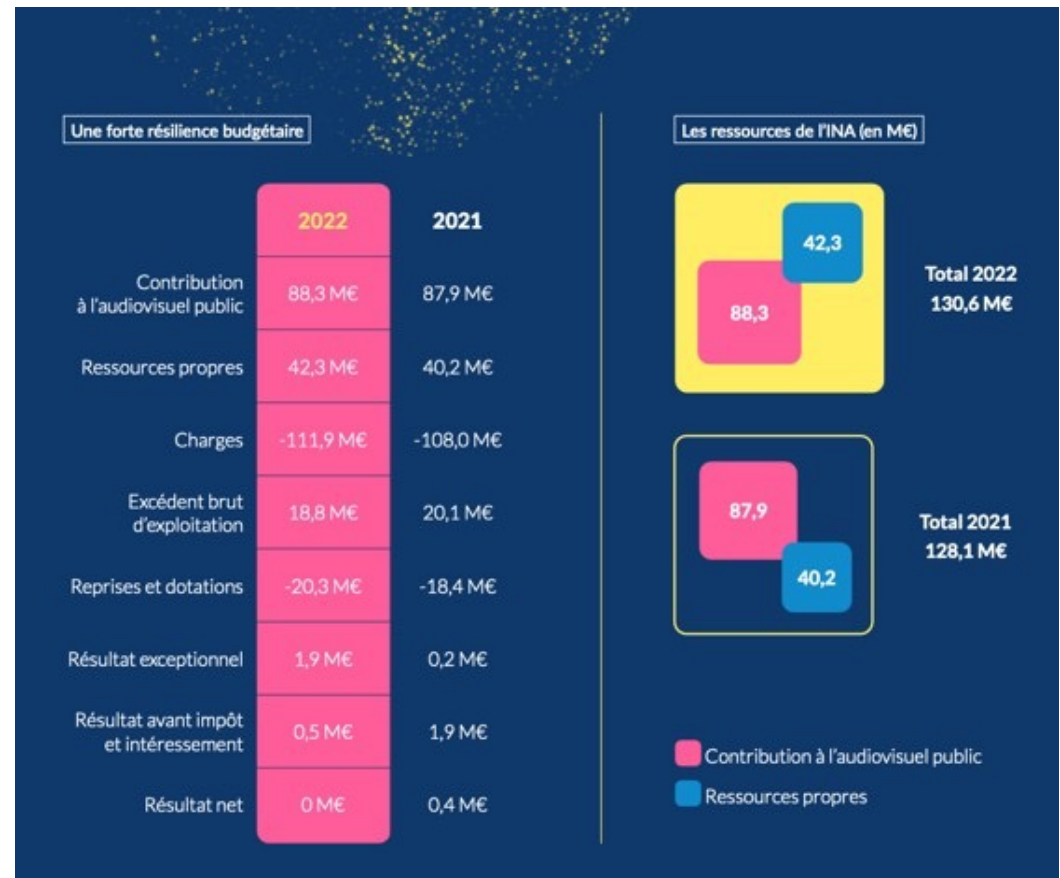 Une forte résilience budgétaire
2022 2021
Contribution
à l'audiovisuel public 88,3 M€ 87,9 M€
Ressources propres 42,3 M€ 40,2 M€
Charges -111,9 M€ -108,0 M€
Excédent brut
d'exploitation 18,8 M€ 20,1 M€
Reprises et dotations -20,3 M€ -18,4 M€
Résultat exceptionnel 1,9 M€ 0,2 M€
Résultat avant impôt
et intéressement 0,5 M€ 1,9 M€
Résultat net 0 M€ 0,4 M€
Les ressources de l'INA (en M€)
42,3
88,3
Total 2022
130,6 M€
87,9
40,2
Total 2021
128,1 M€
Contribution à l'audiovisuel public
Ressources propres